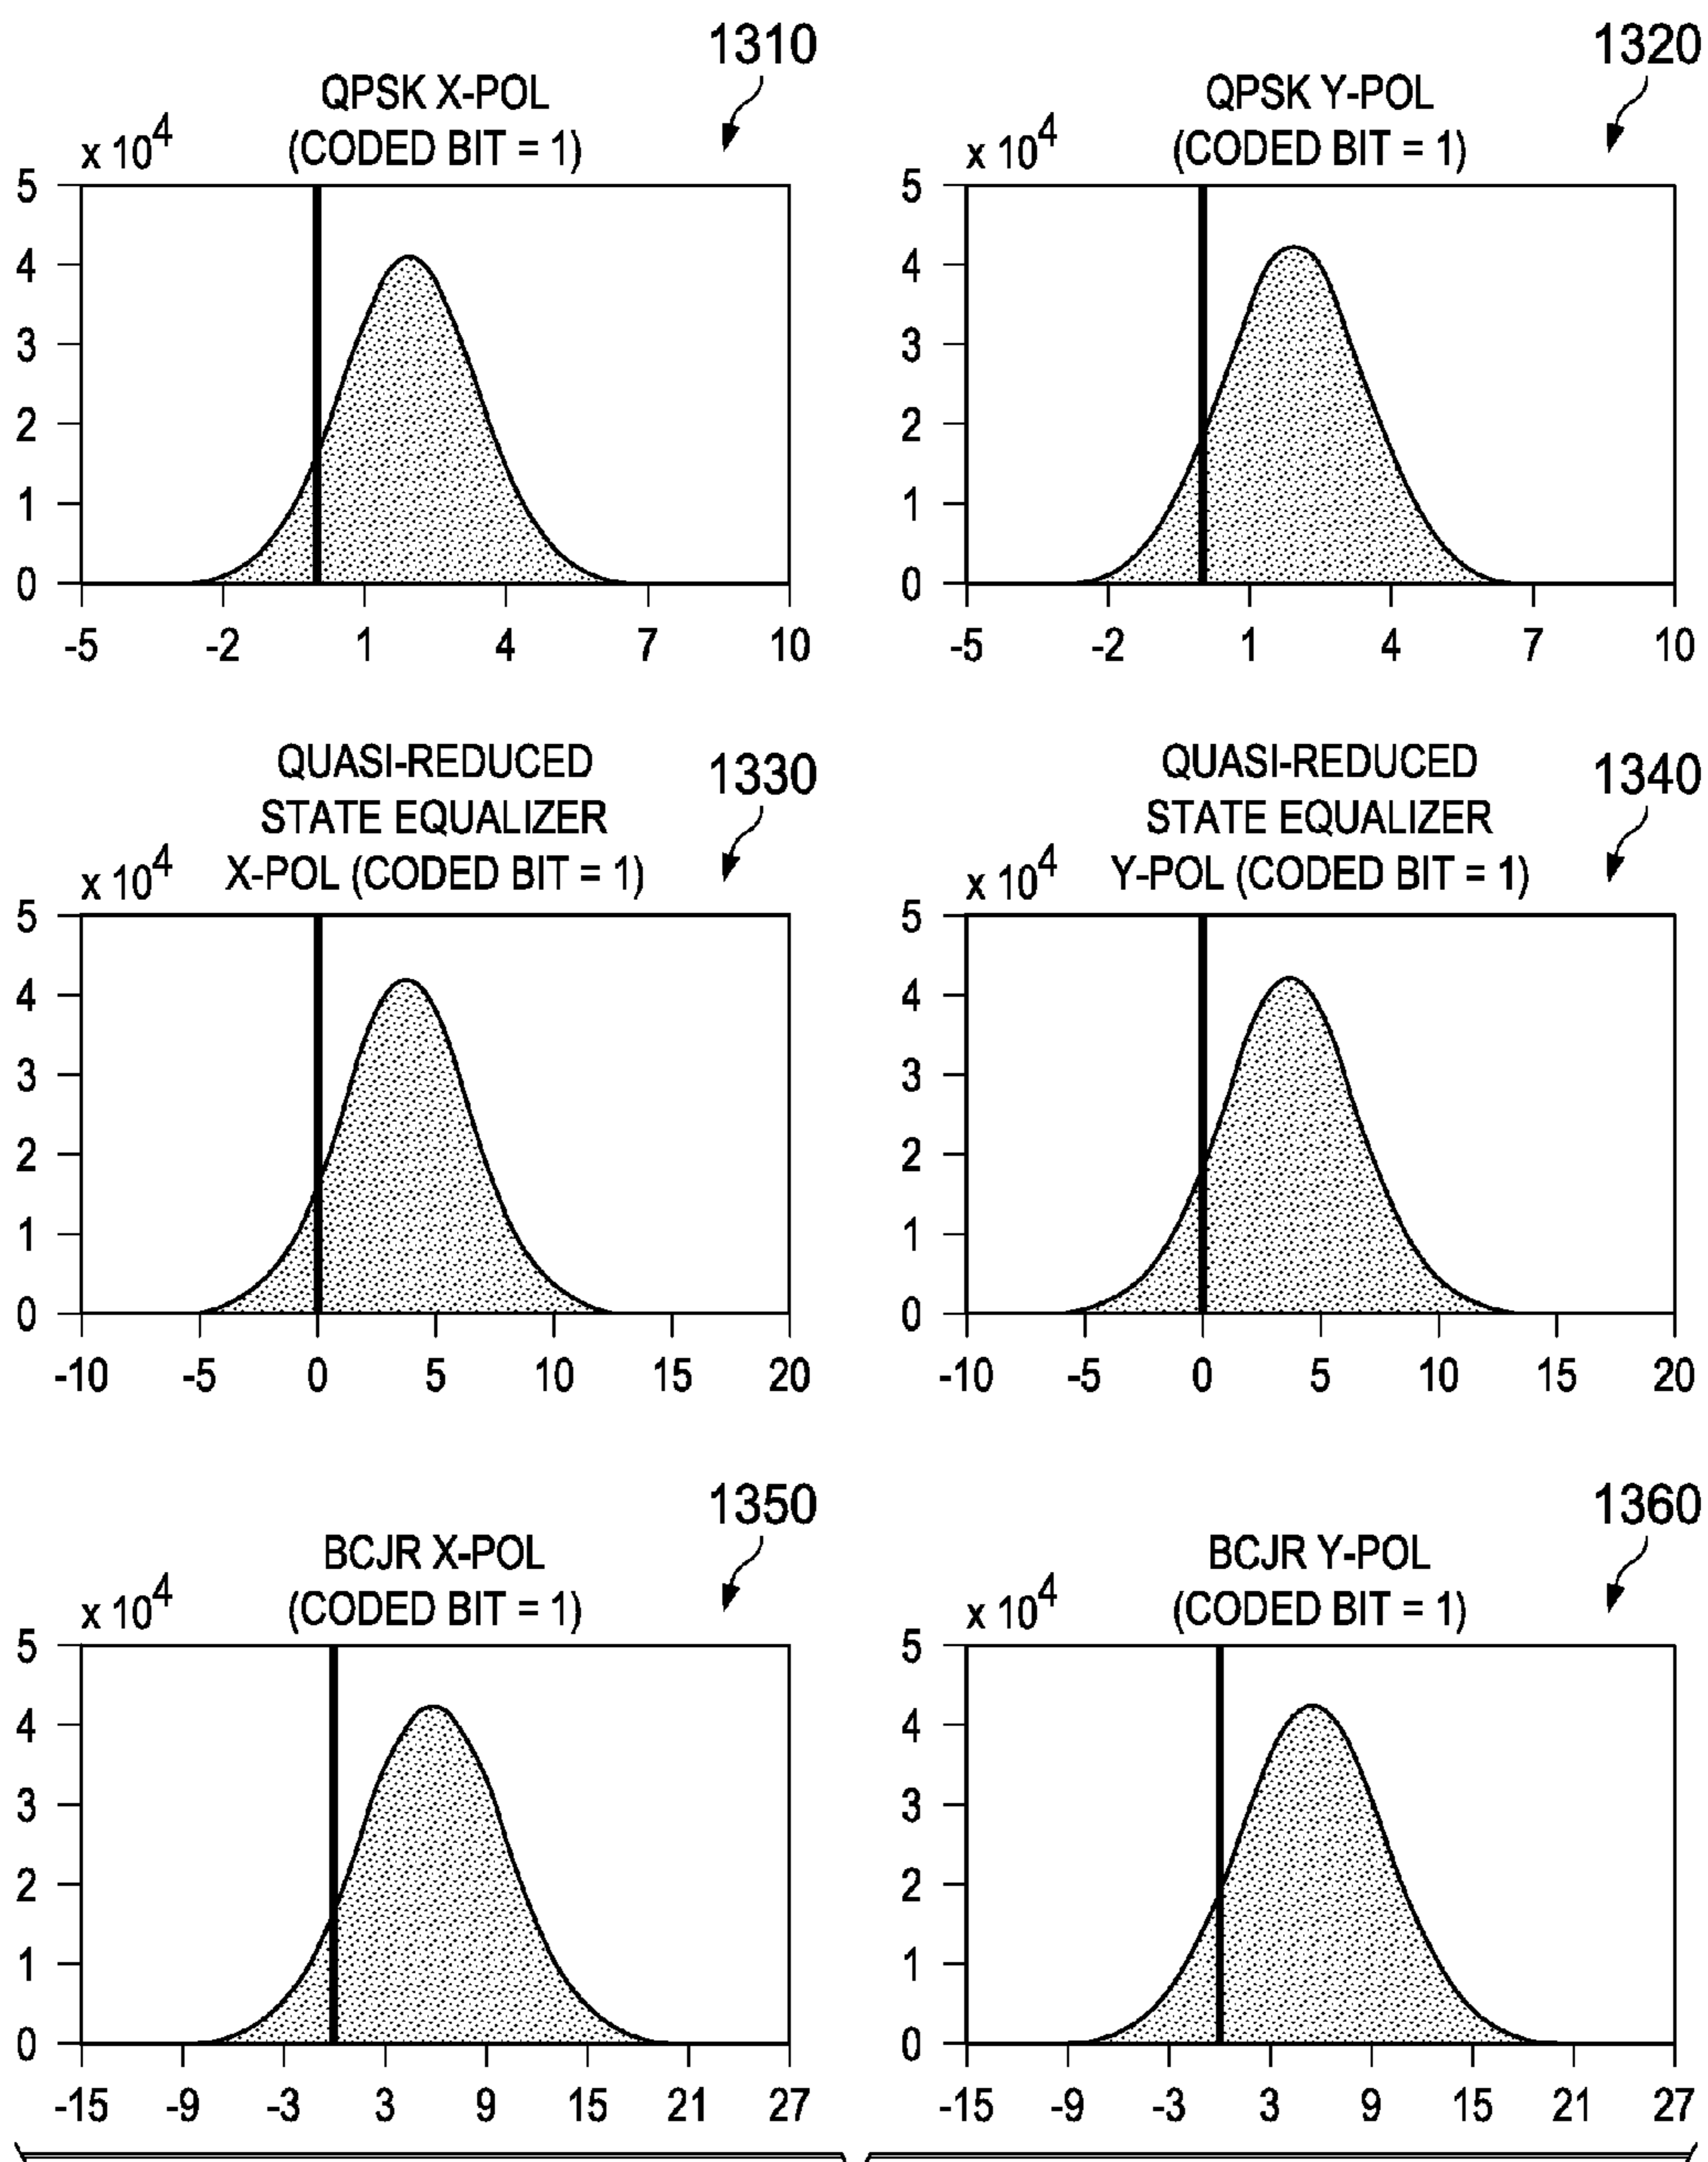 1310
QPSK X-POL
(CODED BIT = 1)
x 10^4
5
4
3
2
1
0
-5 -2 1 4 7 10
1320
QPSK Y-POL
(CODED BIT = 1)
x 10^4
5
4
3
2
1
0
-5 -2 1 4 7 10
1330
QUASI-REDUCED
STATE EQUALIZER
X-POL (CODED BIT = 1)
x 10^4
5
4
3
2
1
0
-10 -5 0 5 10 15 20
1340
QUASI-REDUCED
STATE EQUALIZER
Y-POL (CODED BIT = 1)
x 10^4
5
4
3
2
1
0
-10 -5 0 5 10 15 20
1350
BCJR X-POL
(CODED BIT = 1)
x 10^4
5
4
3
2
1
0
-15 -9 -3 3 9 15 21 27
1360
BCJR Y-POL
(CODED BIT = 1)
x 10^4
5
4
3
2
1
0
-15 -9 -3 3 9 15 21 27